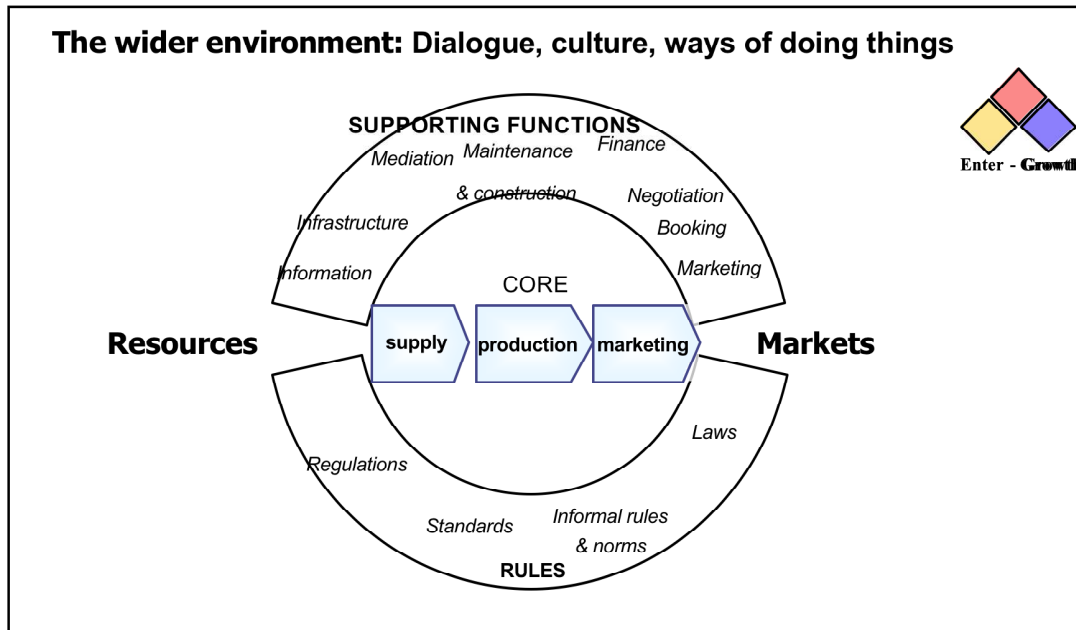 The wider environment: Dialogue, culture, ways of doing things
Enter - Growth
SUPPORTING FUNCTIONS
Mediation
Maintenance
& construction
Finance
Negotiation
Infrastructure
Booking
Information
Marketing
CORE
Resources
supply
production
marketing
Markets
Laws
Regulations
Standards
Informal rules
& norms
RULES